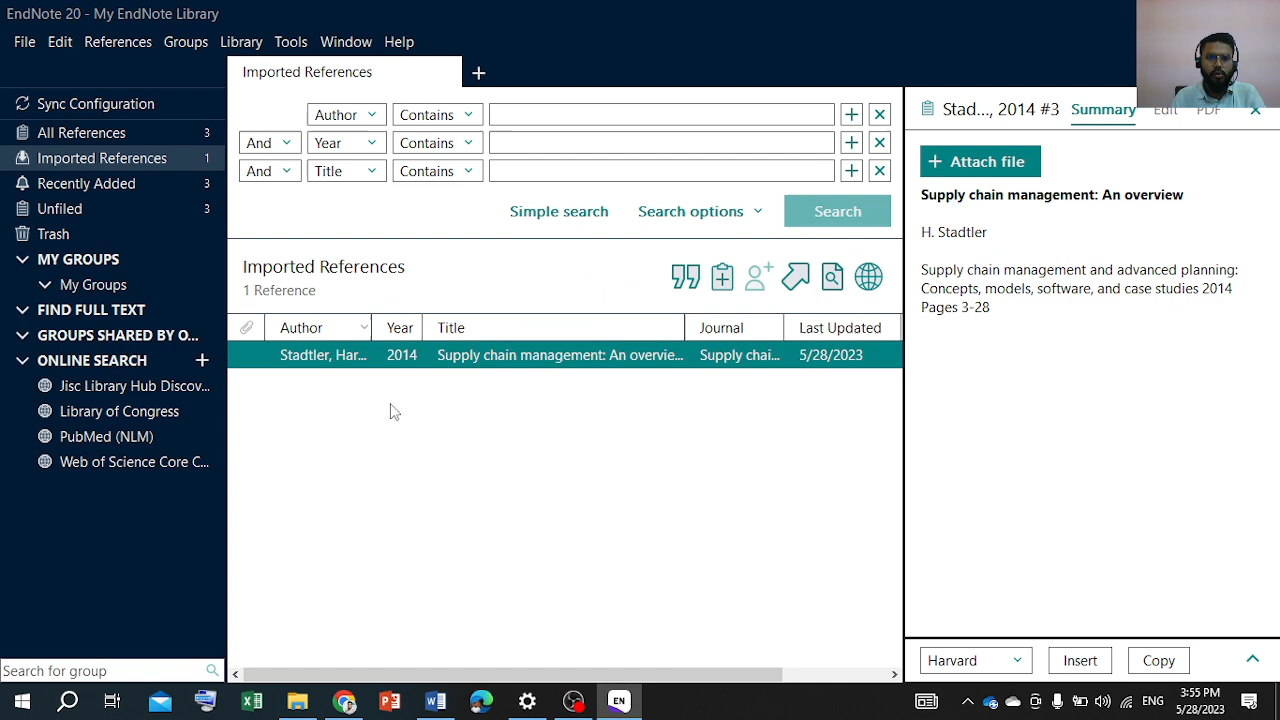 EndNote 20 - My EndNote Library
File Edit References Groups Library Tools Window Help
Imported References
Sync Configuration
All References 3
Imported References 1
Recently Added 3
Unfiled 3
Trash
MY GROUPS
My Groups
FIND FULL TEXT
GROUPS SHARED BY O...
ONLINE SEARCH
Jisc Library Hub Discov...
Library of Congress
PubMed (NLM)
Web of Science Core C...
Search for group
Author Contains
And Year Contains
And Title Contains
Simple search Search options Search
Imported References
1 Reference
Author Year Title Journal Last Updated
Stadtler, Har... 2014 Supply chain management: An overvie... Supply chai... 5/28/2023
Stad..., 2014 #3 Summary Edit PDF
+ Attach file
Supply chain management: An overview
H. Stadtler
Supply chain management and advanced planning:
Concepts, models, software, and case studies 2014
Pages 3-28
Harvard Insert Copy
ENG
3:55 PM
5/28/2023